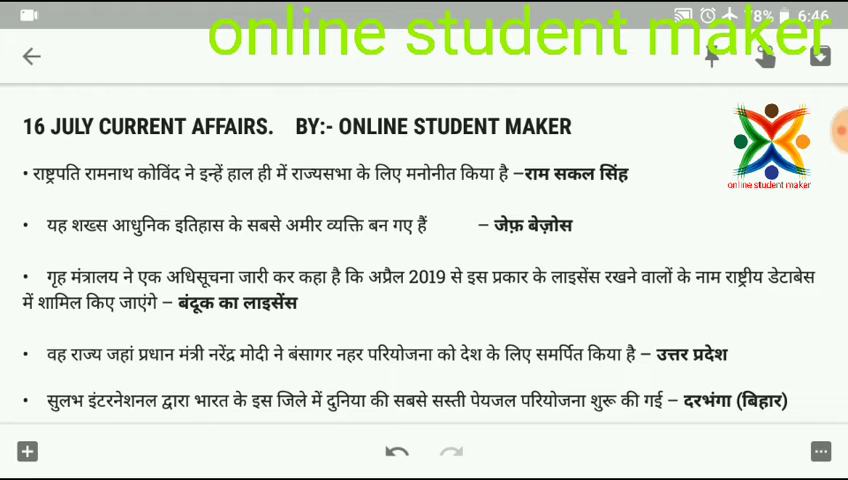 78% 6:46
online student maker
16 JULY CURRENT AFFAIRS. BY:- ONLINE STUDENT MAKER
• राष्ट्रपति रामनाथ कोविंद ने इन्हें हाल ही में राज्यसभा के लिए मनोनीत किया है –राम सकल सिंह
online student maker
• यह शख्स आधुनिक इतिहास के सबसे अमीर व्यक्ति बन गए हैं – जेफ़ बेज़ोस
• गृह मंत्रालय ने एक अधिसूचना जारी कर कहा है कि अप्रैल 2019 से इस प्रकार के लाइसेंस रखने वालों के नाम राष्ट्रीय डेटाबेस
में शामिल किए जाएंगे – बंदूक का लाइसेंस
• वह राज्य जहां प्रधान मंत्री नरेंद्र मोदी ने बंसागर नहर परियोजना को देश के लिए समर्पित किया है – उत्तर प्रदेश
• सुलभ इंटरनेशनल द्वारा भारत के इस जिले में दुनिया की सबसे सस्ती पेयजल परियोजना शुरू की गई – दरभंगा (बिहार)